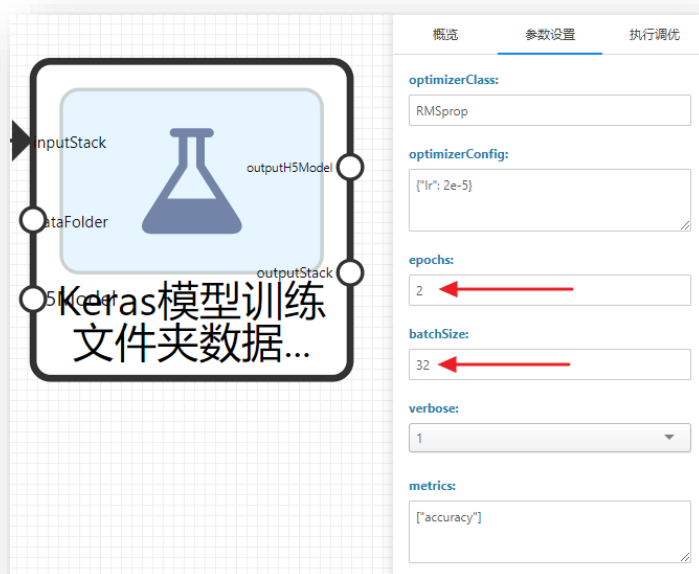 概览 参数设置 执行调优
optimizerClass:
RMSprop
optimizerConfig:
{"lr": 2e-5}
epochs:
2
batchSize:
32
verbose:
1
metrics:
["accuracy"]
nputStack
outputH5Model
ataFolder
outputStack
5Model
Keras模型训练
文件夹数据...